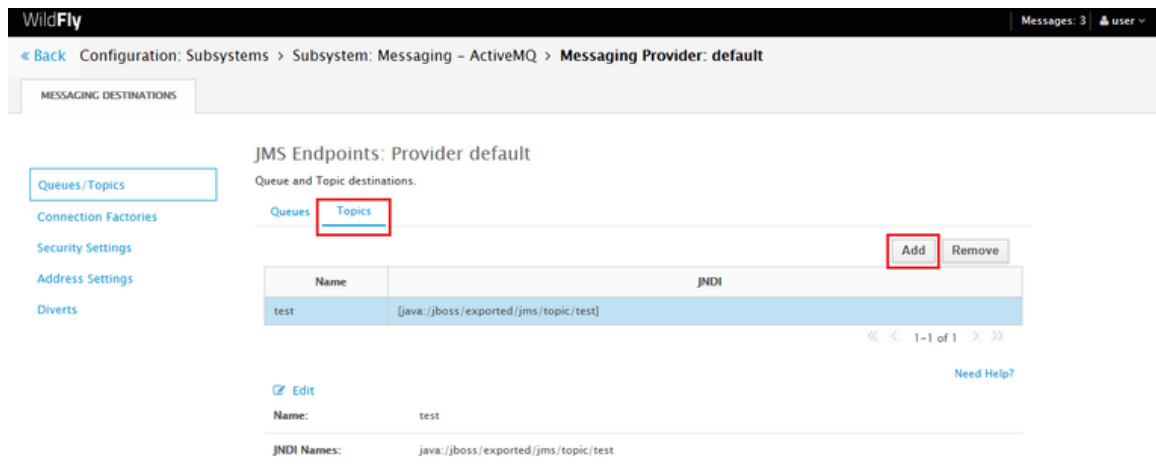 WildFly Messages: 3 user
« Back Configuration: Subsystems > Subsystem: Messaging – ActiveMQ > Messaging Provider: default
MESSAGING DESTINATIONS
JMS Endpoints: Provider default
Queues/Topics
Queue and Topic destinations.
Queues Topics
Connection Factories
Security Settings
Add Remove
Address Settings
Name JNDI
Diverts
test [java:/jboss/exported/jms/topic/test]
« < 1-1 of 1 > »
Need Help?
Edit
Name: test
JNDI Names: java:/jboss/exported/jms/topic/test